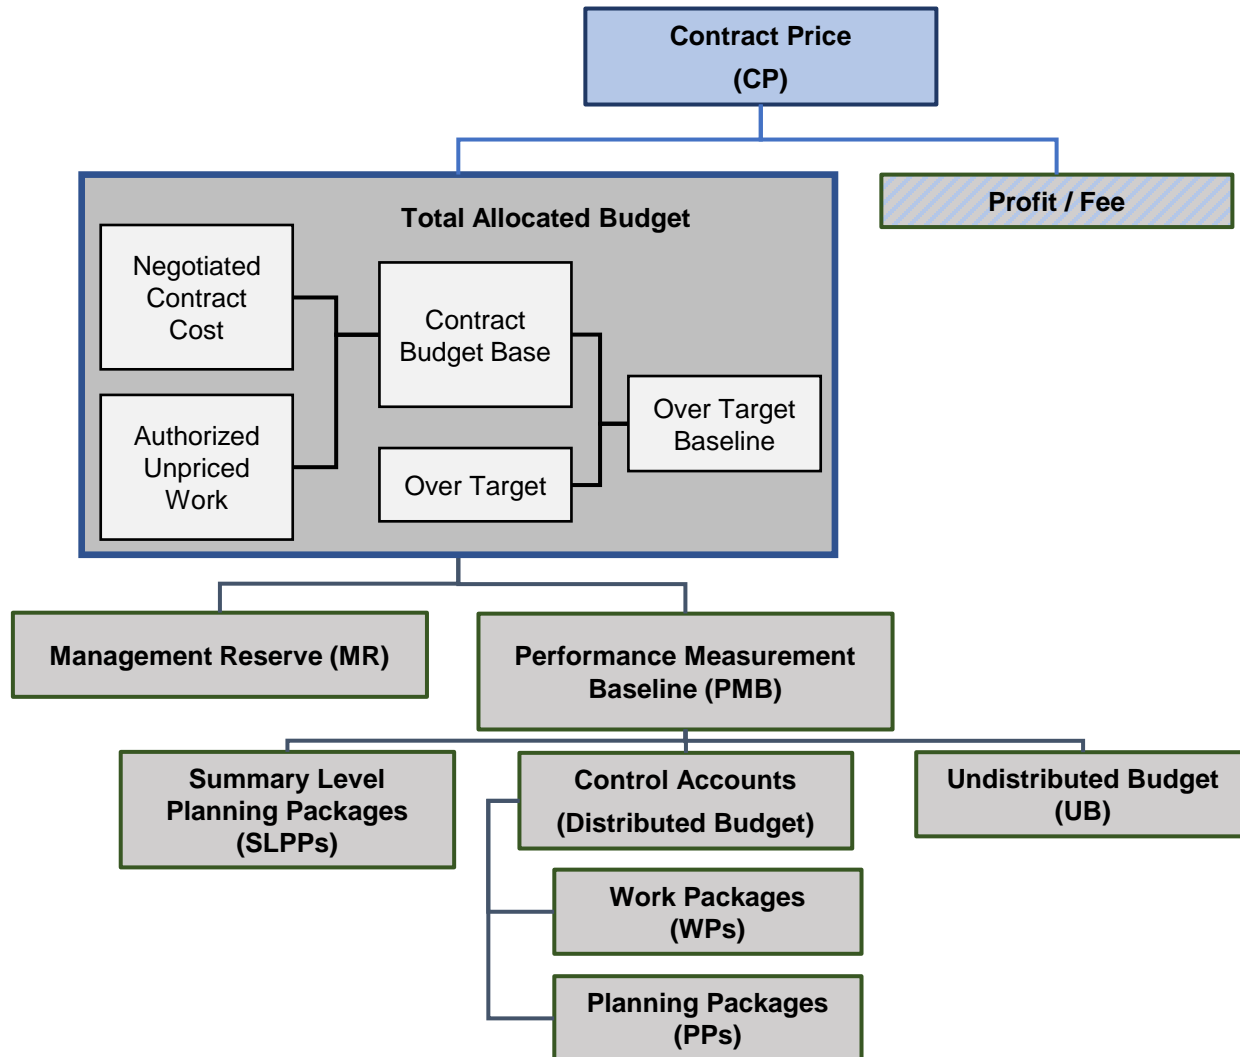 Contract Price
(CP)
Profit / Fee
Total Allocated Budget
Negotiated
Contract
Cost
Contract
Budget Base
Over Target
Baseline
Authorized
Unpriced
Work
Over Target
Management Reserve (MR)
Performance Measurement
Baseline (PMB)
Summary Level
Planning Packages
(SLPPs)
Control Accounts
(Distributed Budget)
Undistributed Budget
(UB)
Work Packages
(WPs)
Planning Packages
(PPs)